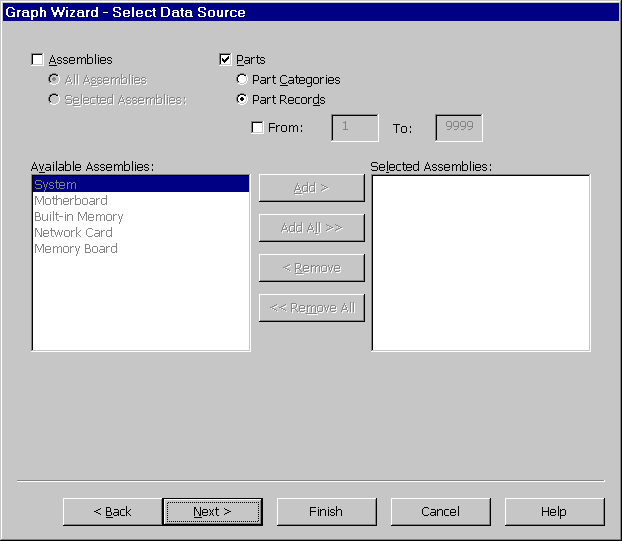 Graph Wizard - Select Data Source
Assemblies
Parts
All Assemblies
Part Categories
Selected Assemblies:
Part Records
From: 1 To: 9999
Available Assemblies:
Selected Assemblies:
System
Motherboard
Built-in Memory
Network Card
Memory Board
Add >
Add All >>
< Remove
<< Remove All
< Back
Next >
Finish
Cancel
Help